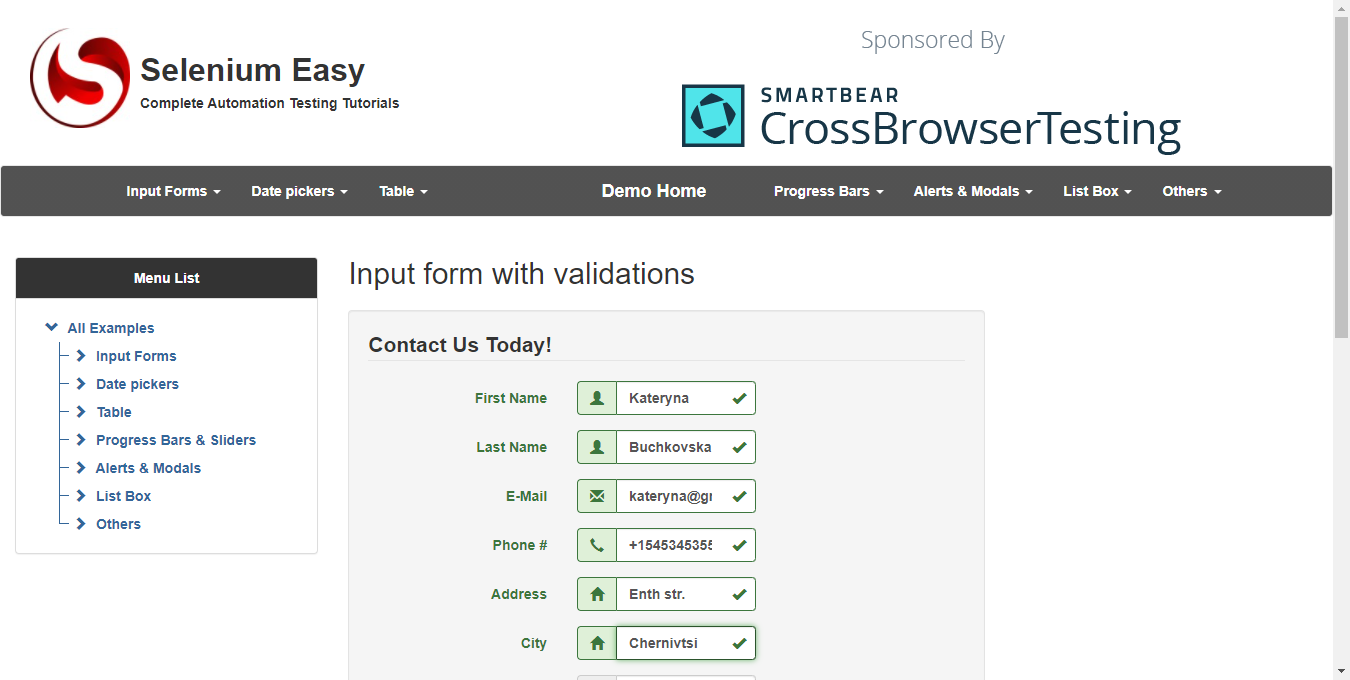 Selenium Easy
Complete Automation Testing Tutorials
Sponsored By
SMARTBEAR
CrossBrowserTesting
Input Forms Date pickers Table Demo Home Progress Bars Alerts & Modals List Box Others
Menu List
All Examples
Input Forms
Date pickers
Table
Progress Bars & Sliders
Alerts & Modals
List Box
Others
Input form with validations
Contact Us Today!
First Name Kateryna
Last Name Buchkovska
E-Mail kateryna@
Phone # +1545345355
Address Enth str.
City Chernivtsi